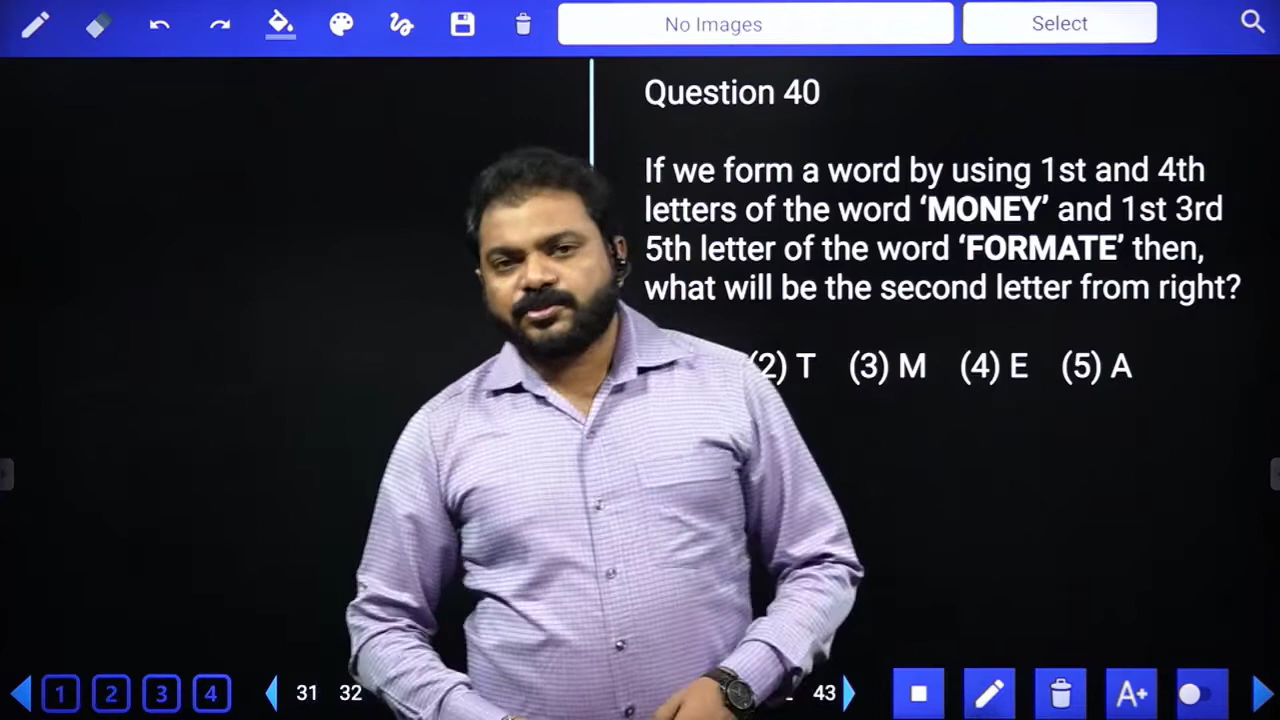 No Images
Select
Question 40
If we form a word by using 1st and 4th
letters of the word ‘MONEY’ and 1st 3rd
5th letter of the word ‘FORMATE’ then,
what will be the second letter from right?
2) T (3) M (4) E (5) A
1 2 3 4 31 32 43 A+